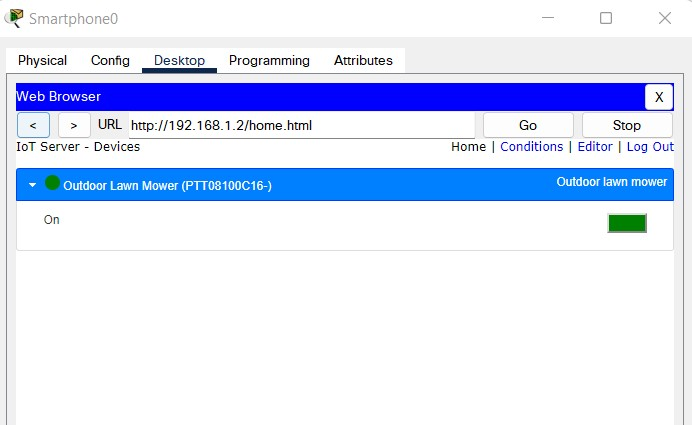 Smartphone0
Physical Config Desktop Programming Attributes
Web Browser X
< > URL http://192.168.1.2/home.html Go Stop
IoT Server - Devices Home | Conditions | Editor | Log Out
Outdoor Lawn Mower (PTT08100C16-) Outdoor lawn mower
On